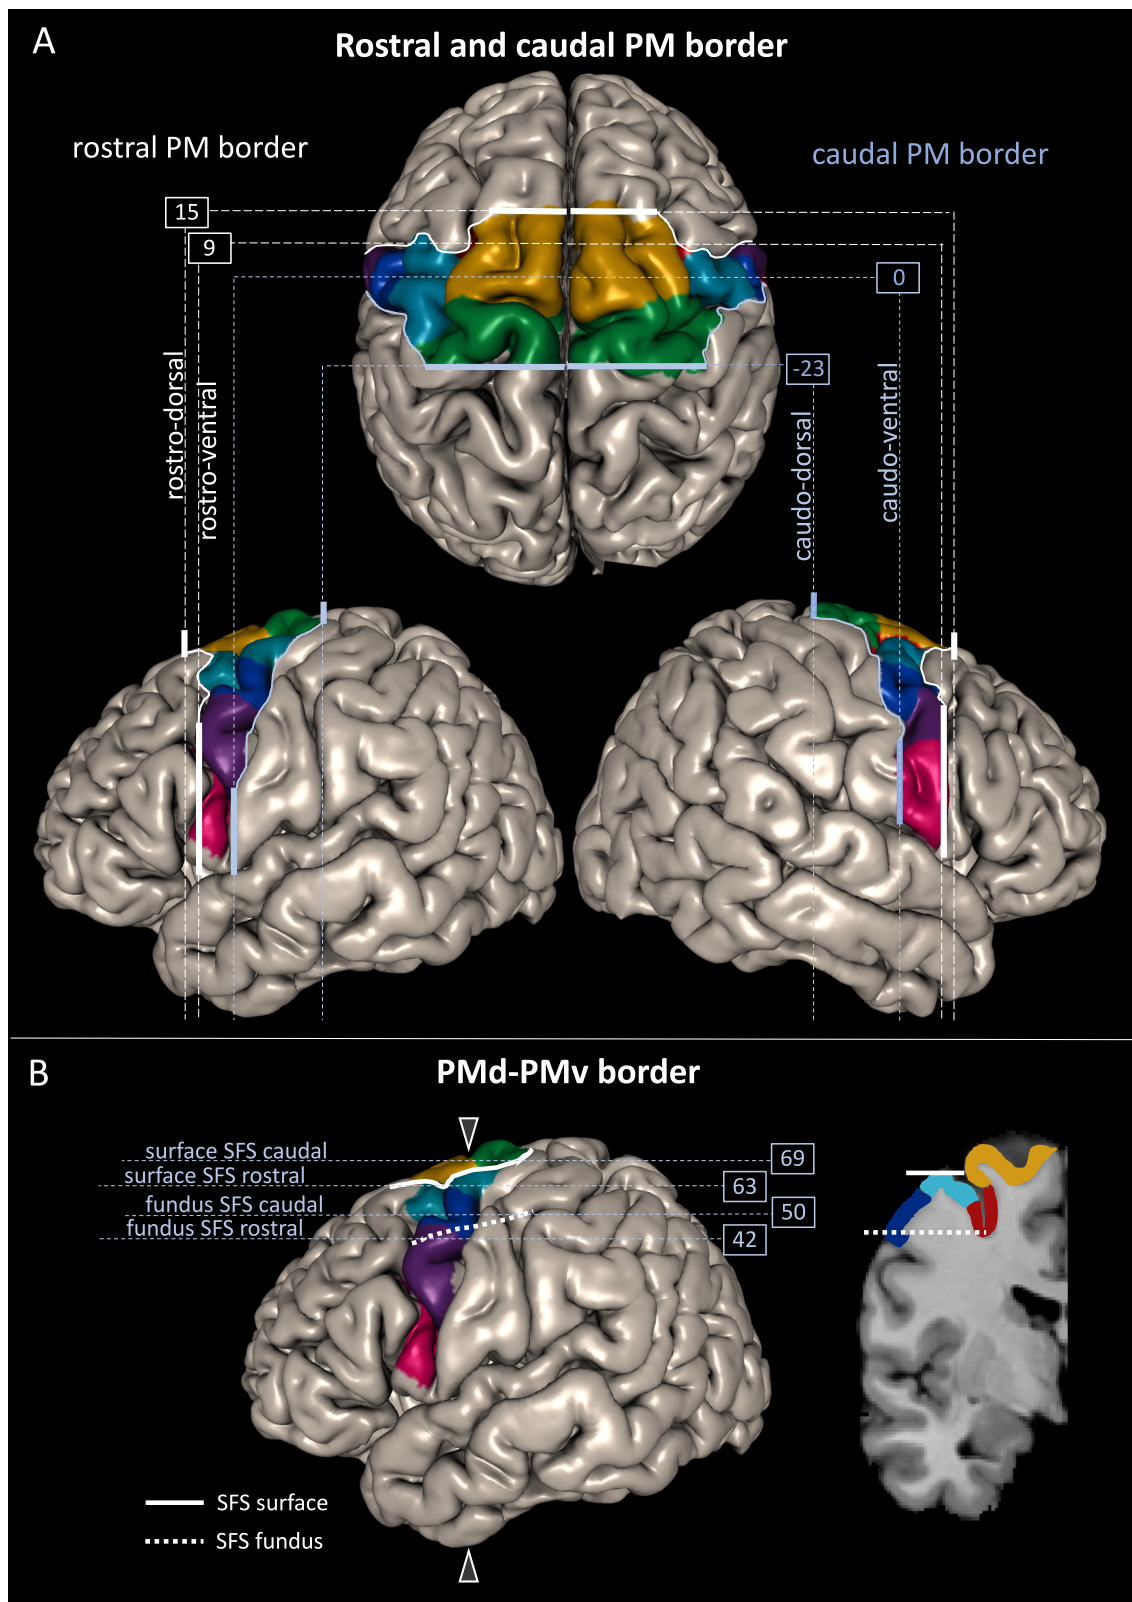 A
Rostral and caudal PM border
rostral PM border
caudal PM border
15
9
0
-23
rostro-dorsal
rostro-ventral
caudo-dorsal
caudo-ventral
B
PMd-PMv border
surface SFS caudal
69
surface SFS rostral
63
fundus SFS caudal
50
fundus SFS rostral
42
SFS surface
SFS fundus